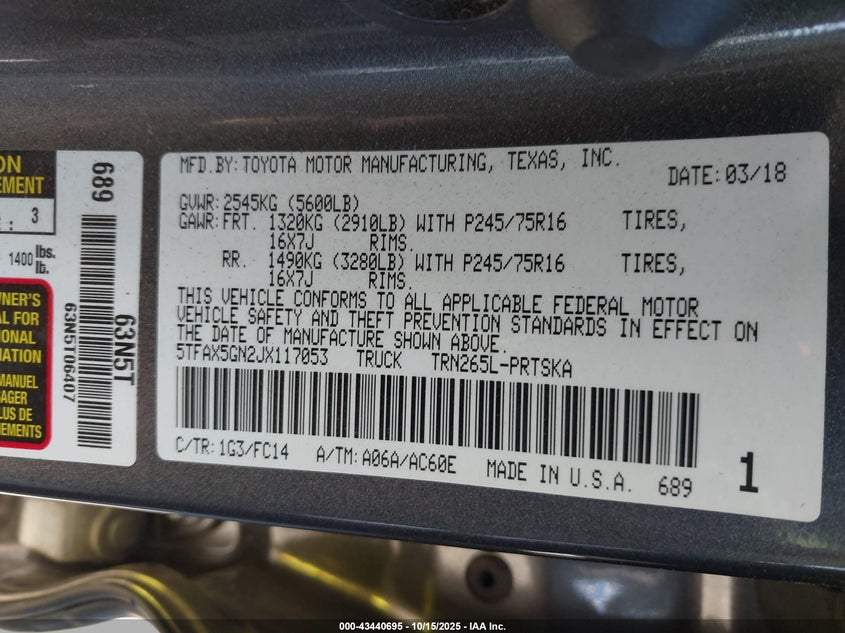 ON
EMENT
: 3
1400 lbs.
lb.
WNER'S
AL FOR
TIONAL
MATION
MANUEL
AGER
LUS DE
NEMENTS
689
63N5T
63N5T06407
MFD.BY:TOYOTA MOTOR MANUFACTURING, TEXAS, INC. DATE:03/18
GVWR:2545KG (5600LB)
GAWR:FRT. 1320KG (2910LB) WITH P245/75R16 TIRES,
16X7J RIMS.
RR. 1490KG (3280LB) WITH P245/75R16 TIRES,
16X7J RIMS.
THIS VEHICLE CONFORMS TO ALL APPLICABLE FEDERAL MOTOR
VEHICLE SAFETY AND THEFT PREVENTION STANDARDS IN EFFECT ON
THE DATE OF MANUFACTURE SHOWN ABOVE.
5TFAX5GN2JX117053 TRUCK TRN265L-PRTSKA
C/TR:1G3/FC14 A/TM:A06A/AC60E MADE IN U.S.A. 689 1
000-43440695 - 10/15/2025 - IAA Inc.